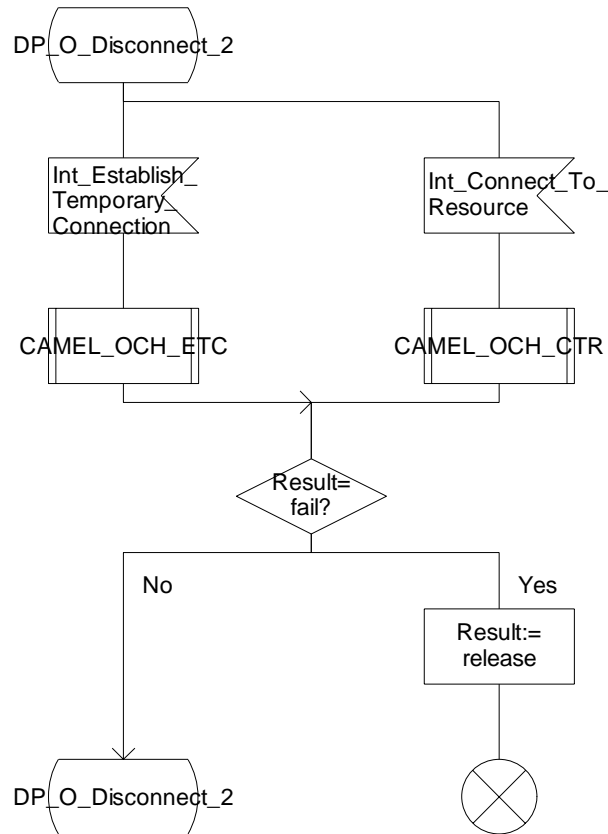 DP_O_Disconnect_2
Int_Establish_
Temporary_
Connection
Int_Connect_To_
Resource
CAMEL_OCH_ETC
CAMEL_OCH_CTR
Result=
fail?
No
Yes
Result:=
release
DP_O_Disconnect_2